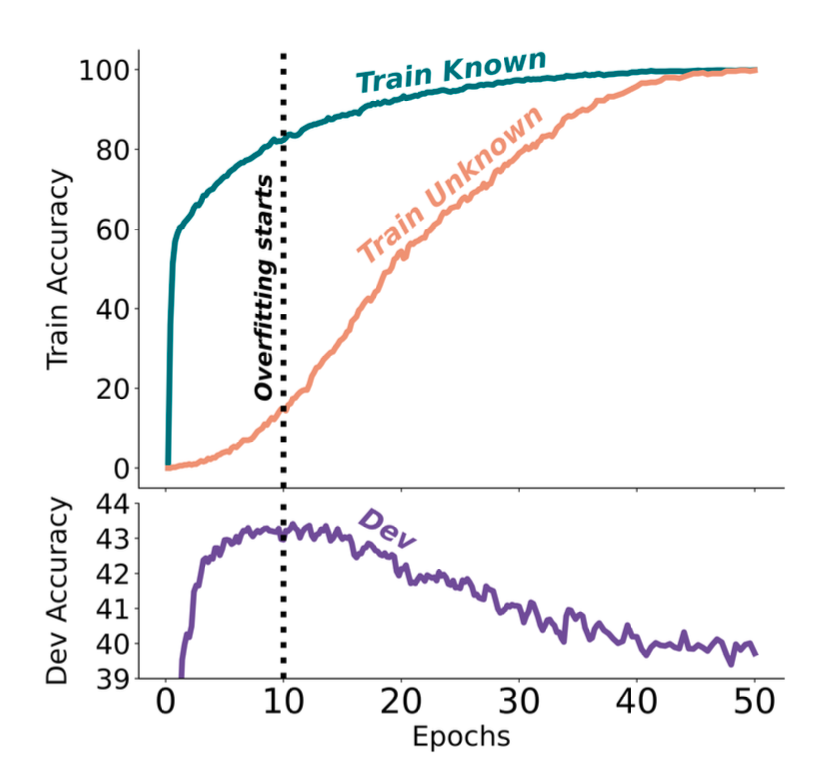 Train Accuracy
100
80
60
40
20
0
Train Known
Train Unknown
Overfitting starts
Dev Accuracy
44
43
42
41
40
39
Dev
0 10 20 30 40 50
Epochs